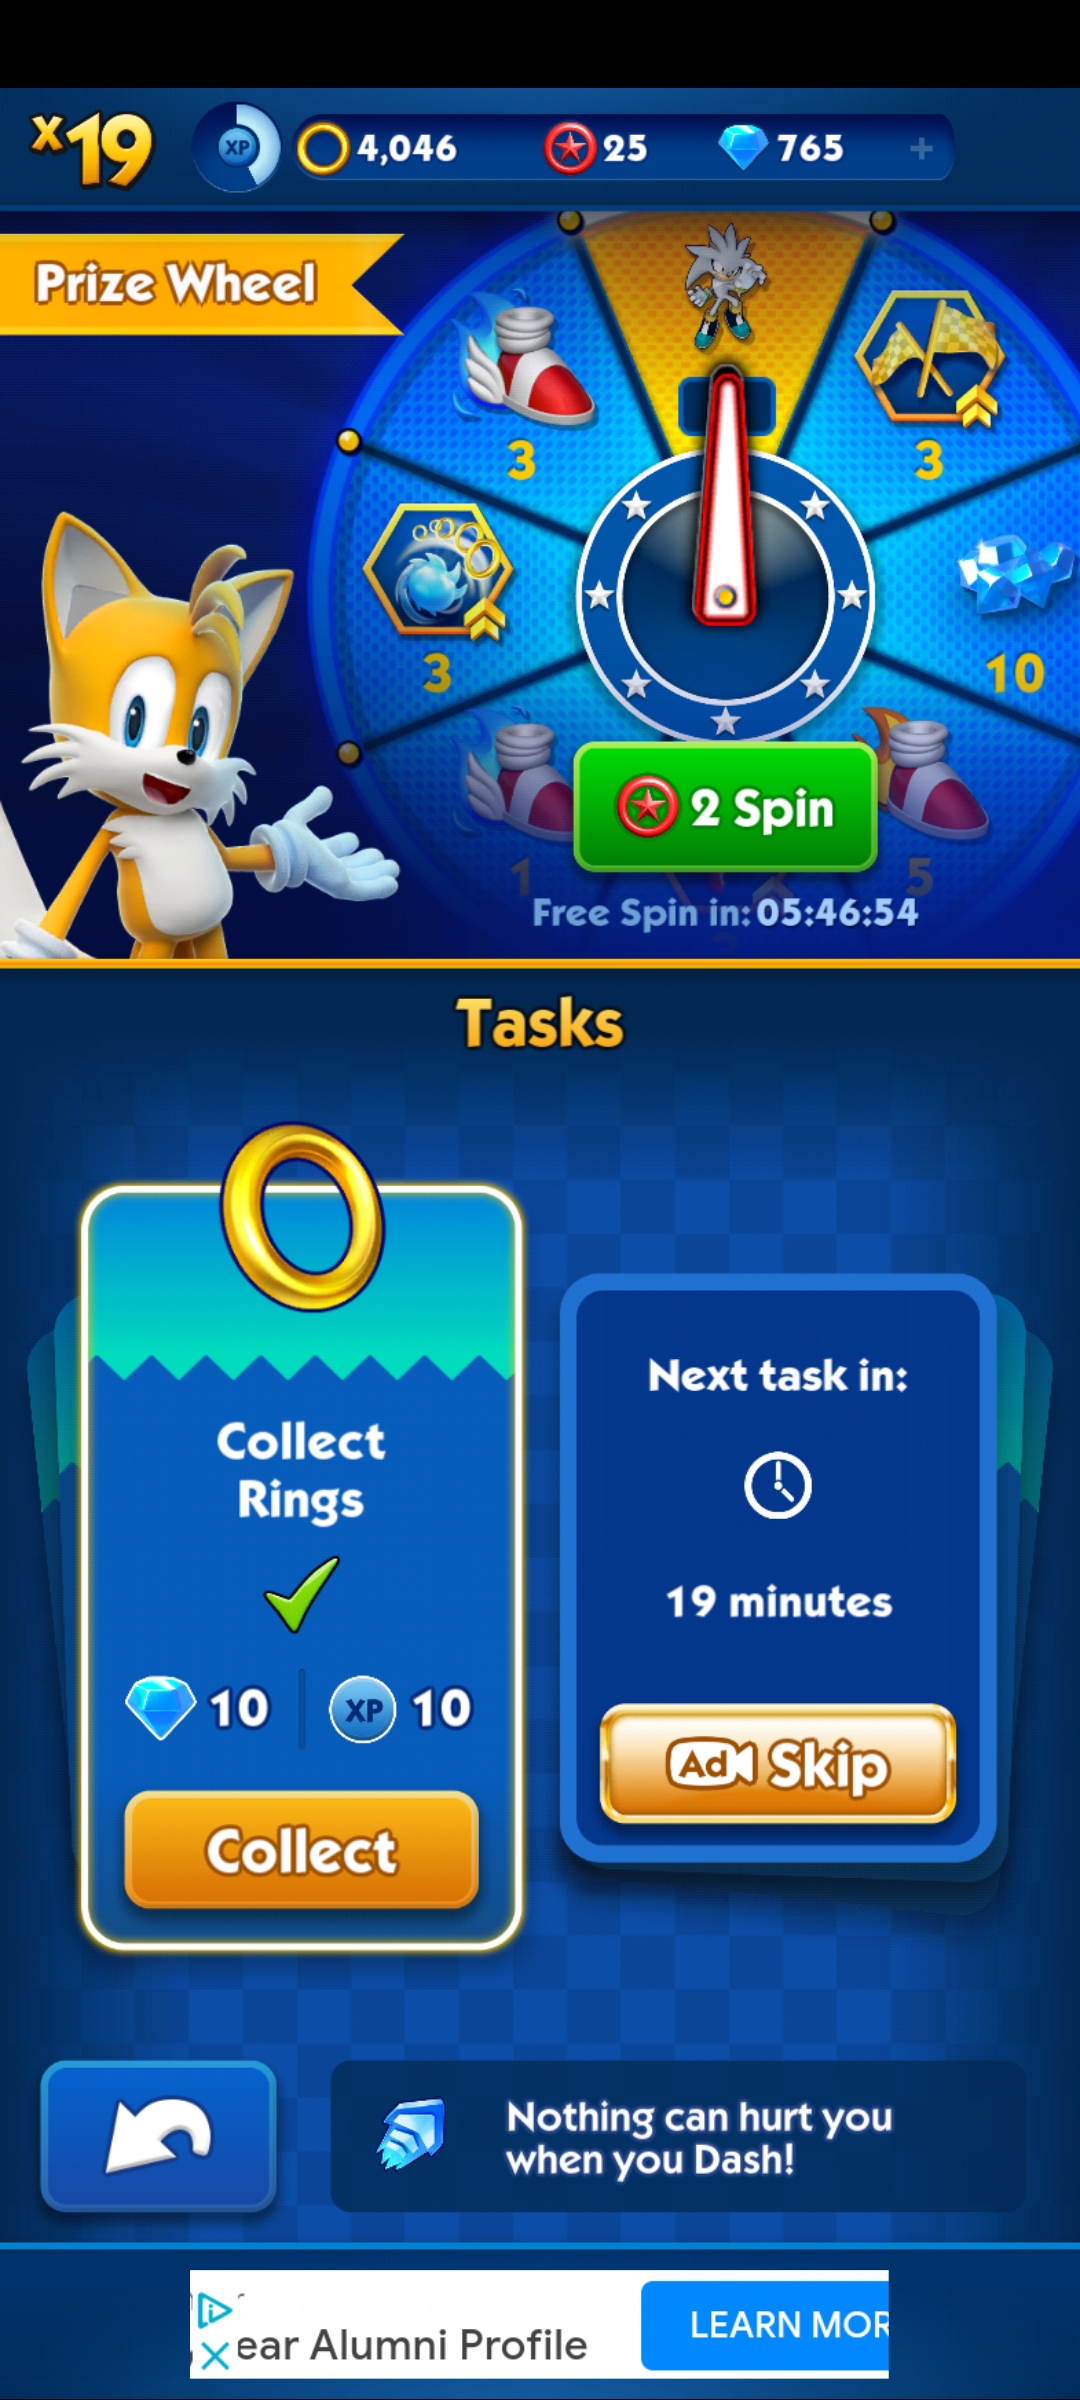 x19
XP
4,046
25
765
Prize Wheel
3
3
3
10
2 Spin
1
5
Free Spin in: 05:46:54
Tasks
Collect
Rings
10
XP
10
Collect
Next task in:
19 minutes
Ad Skip
Nothing can hurt you
when you Dash!
ear Alumni Profile
LEARN MOR